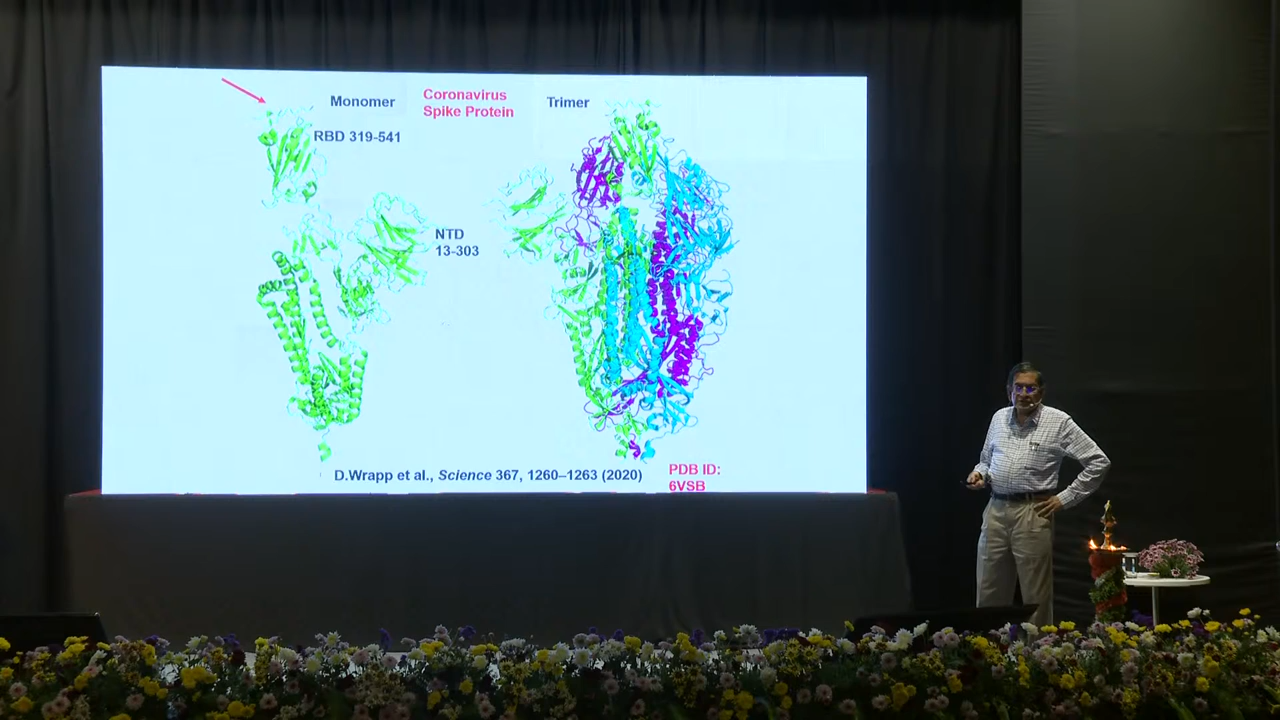 Monomer
Coronavirus
Spike Protein
Trimer
RBD 319-541
NTD
13-303
D.Wrapp et al., Science 367, 1260–1263 (2020)
PDB ID:
6VSB